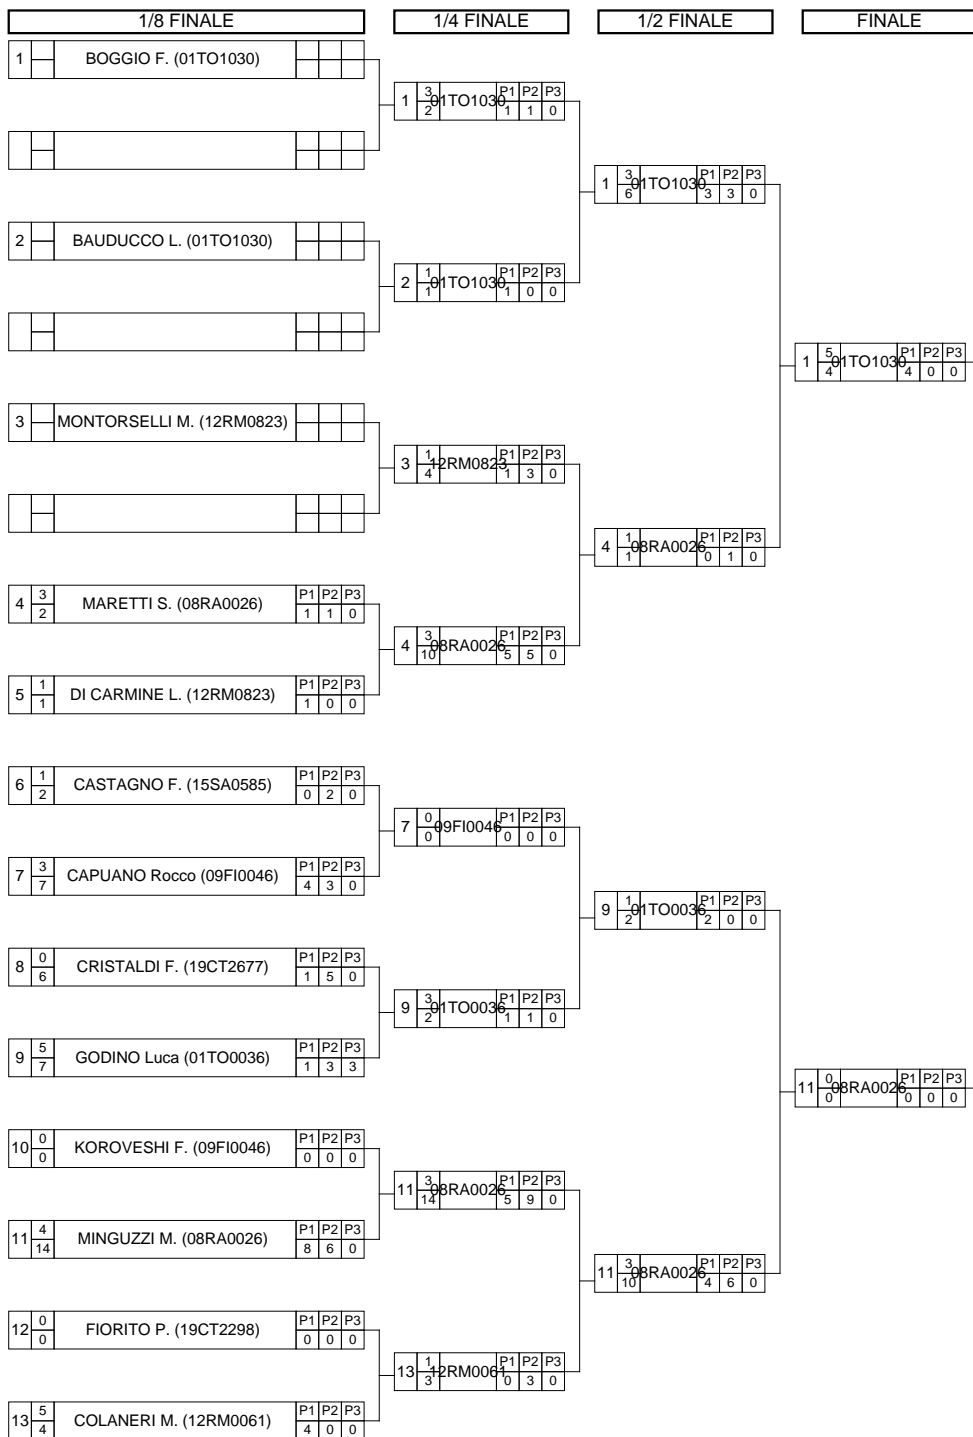 1/8 FINALE
1/4 FINALE
1/2 FINALE
FINALE
1 BOGGIO F. (01TO1030)
1 3 2 01TO1030 P1 P2 P3 1 1 0
1 3 6 01TO1030 P1 P2 P3 3 3 0
2 BAUDUCCO L. (01TO1030)
2 1 1 01TO1030 P1 P2 P3 1 0 0
1 5 4 01TO1030 P1 P2 P3 4 0 0
3 MONTORSELLI M. (12RM0823)
3 1 4 12RM0823 P1 P2 P3 1 3 0
4 1 1 08RA0026 P1 P2 P3 0 1 0
4 3 2 MARETTI S. (08RA0026) P1 P2 P3 1 1 0
4 3 10 08RA0026 P1 P2 P3 5 5 0
5 1 1 DI CARMINE L. (12RM0823) P1 P2 P3 1 0 0
6 1 2 CASTAGNO F. (15SA0585) P1 P2 P3 0 2 0
7 0 0 09FI0046 P1 P2 P3 0 0 0
7 3 7 CAPUANO Rocco (09FI0046) P1 P2 P3 4 3 0
9 1 2 01TO0036 P1 P2 P3 2 0 0
8 0 6 CRISTALDI F. (19CT2677) P1 P2 P3 1 5 0
9 3 2 01TO0036 P1 P2 P3 1 1 0
9 5 7 GODINO Luca (01TO0036) P1 P2 P3 1 3 3
11 0 0 08RA0026 P1 P2 P3 0 0 0
10 0 0 KOROVESHI F. (09FI0046) P1 P2 P3 0 0 0
11 3 14 08RA0026 P1 P2 P3 5 9 0
11 4 14 MINGUZZI M. (08RA0026) P1 P2 P3 8 6 0
11 3 10 08RA0026 P1 P2 P3 4 6 0
12 0 0 FIORITO P. (19CT2298) P1 P2 P3 0 0 0
13 1 3 12RM0061 P1 P2 P3 0 3 0
13 5 4 COLANERI M. (12RM0061) P1 P2 P3 4 0 0